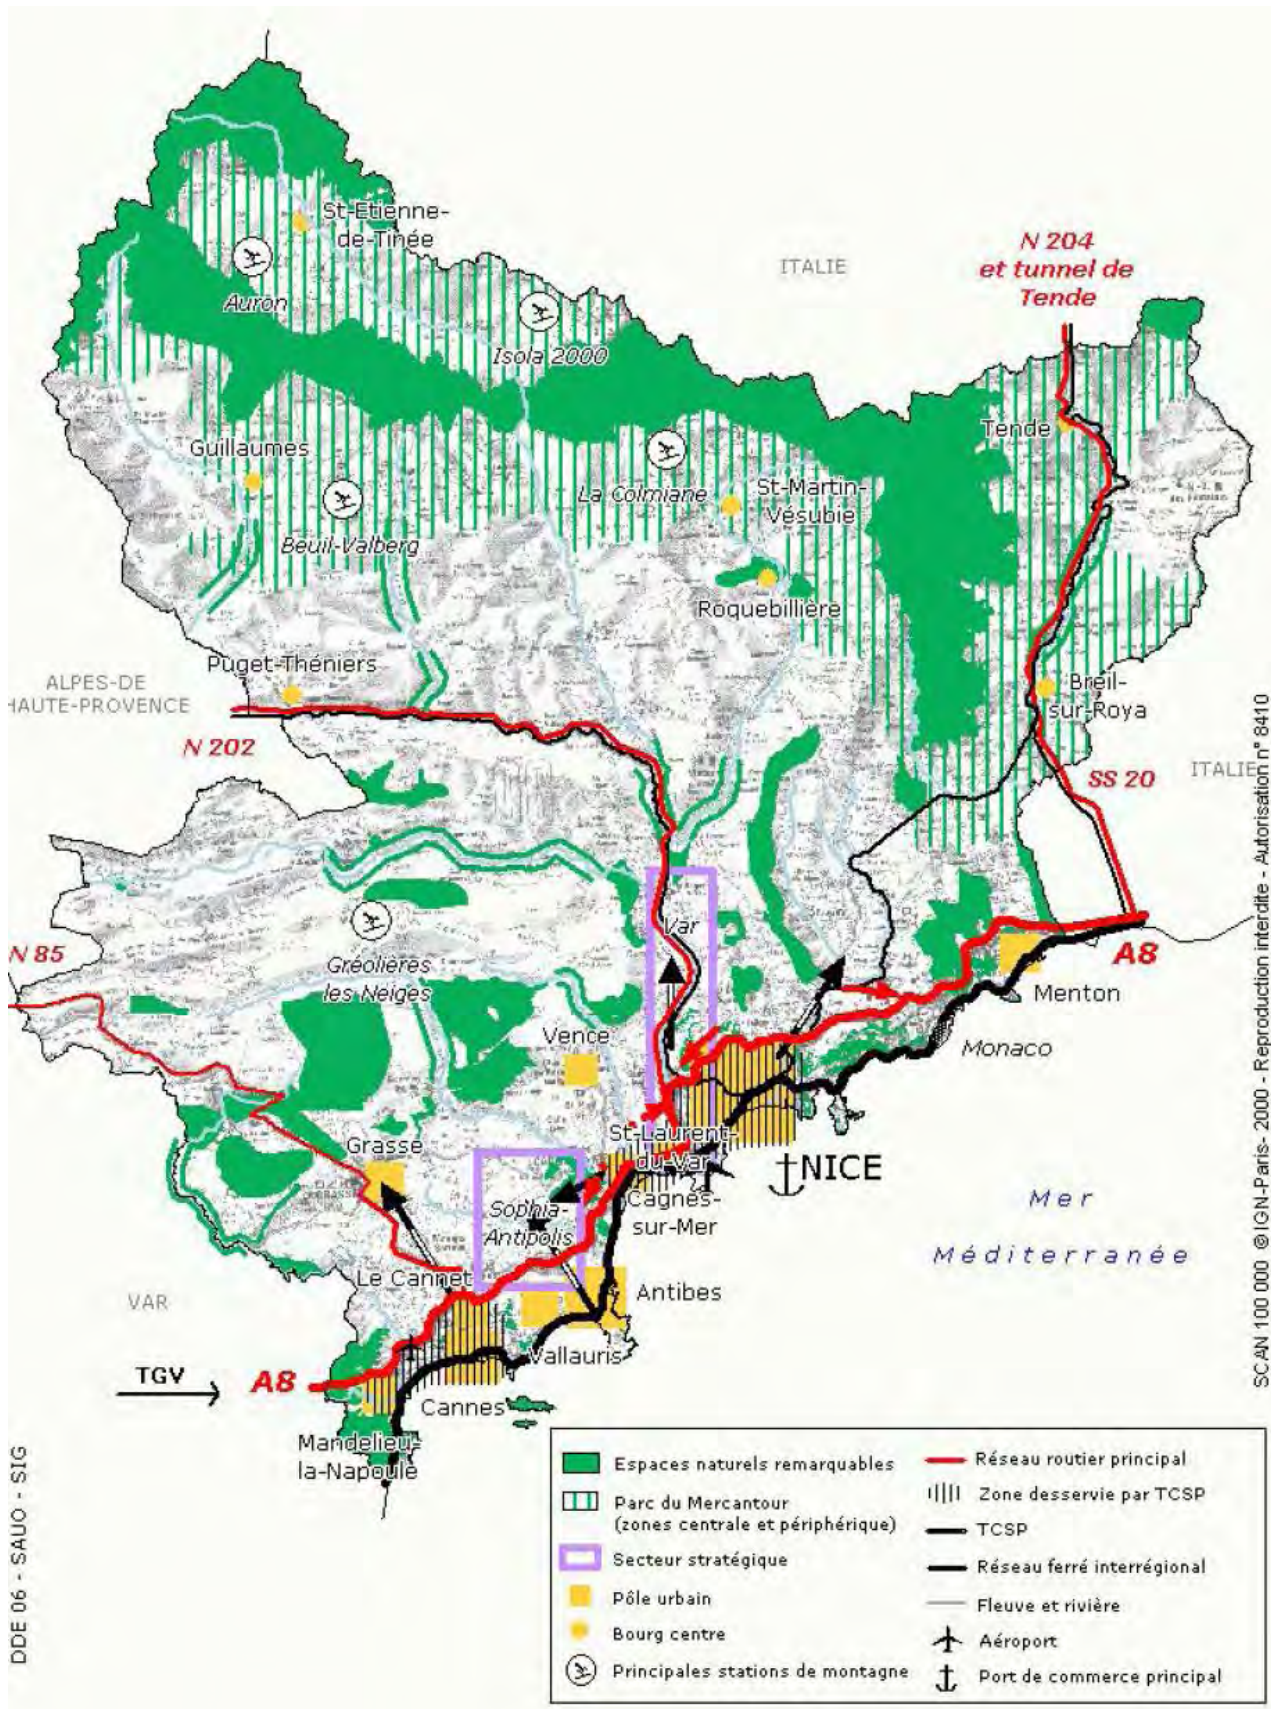 St-Etienne-
de-Tinée
ITALIE
N 204
et tunnel de
Tende
Auron
Isola 2000
Tende
Guillaumes
La Colmiane
St-Martin-
Vésubie
Beuil-Valberg
Roquebillière
Puget-Théniers
ALPES-DE
HAUTE-PROVENCE
Breil-
sur-Roya
N 202
SS 20
ITALIE
Var
N 85
A8
Gréolières
les Neiges
Menton
Vence
Monaco
Grasse
St-Laurent-
du-Var
NICE
Cagnes-
sur-Mer
Sophia-
Antipolis
Mer
Méditerranée
Le Cannet
Antibes
VAR
Vallauris
TGV
A8
Cannes
Mandelieu-
la-Napoule
Espaces naturels remarquables
Parc du Mercantour
(zones centrale et périphérique)
Secteur stratégique
Pôle urbain
Bourg centre
Principales stations de montagne
Réseau routier principal
Zone desservie par TCSP
TCSP
Réseau ferré interrégional
Fleuve et rivière
Aéroport
Port de commerce principal
DDE 06 - SAUO - SIG
SCAN 100 000 ©IGN-Paris- 2000 - Reproduction interdite - Autorisation n° 8410